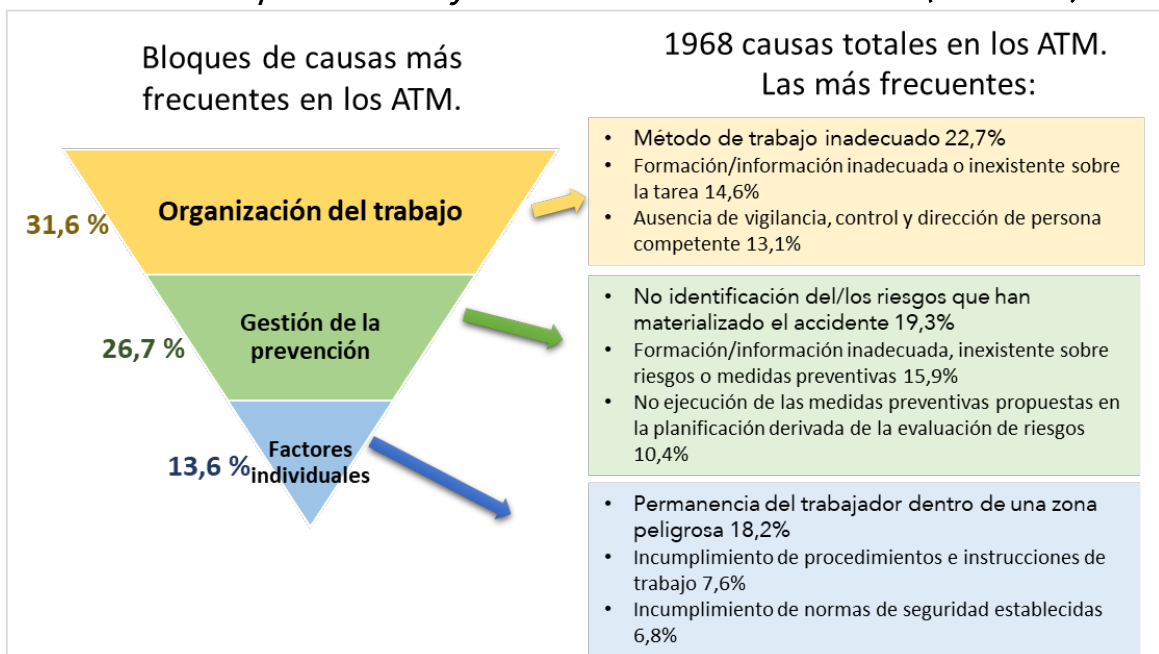 Bloques de causas más
frecuentes en los ATM.
31,6 %
Organización del trabajo
26,7 %
Gestión de la
prevención
13,6 %
Factores
individuales
1968 causas totales en los ATM.
Las más frecuentes:
• Método de trabajo inadecuado 22,7%
• Formación/información inadecuada o inexistente sobre
la tarea 14,6%
• Ausencia de vigilancia, control y dirección de persona
competente 13,1%
• No identificación del/los riesgos que han
materializado el accidente 19,3%
• Formación/información inadecuada, inexistente sobre
riesgos o medidas preventivas 15,9%
• No ejecución de las medidas preventivas propuestas en
la planificación derivada de la evaluación de riesgos
10,4%
• Permanencia del trabajador dentro de una zona
peligrosa 18,2%
• Incumplimiento de procedimientos e instrucciones de
trabajo 7,6%
• Incumplimiento de normas de seguridad establecidas
6,8%